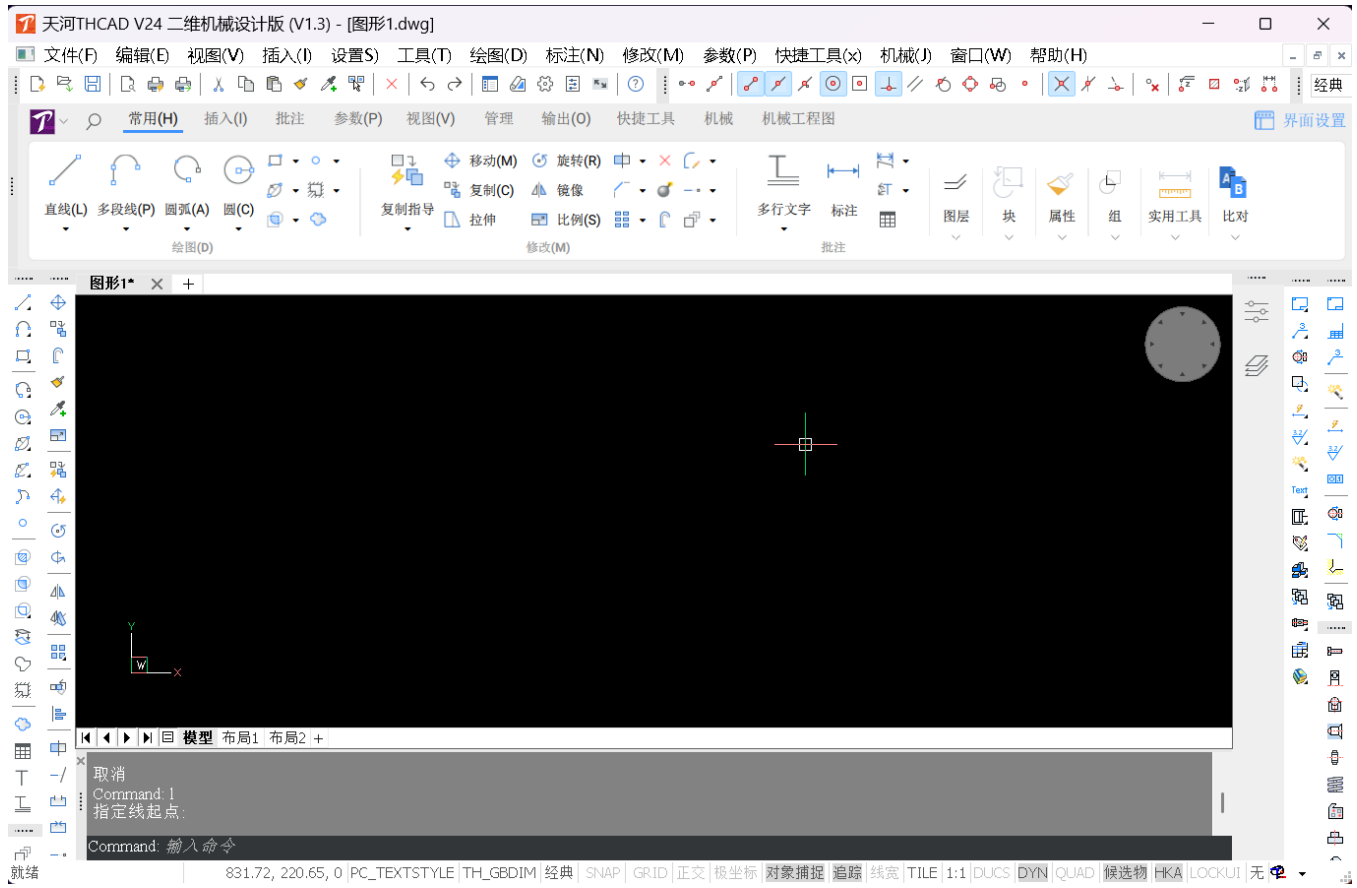 天河THCAD V24 二维机械设计版 (V1.3) - [图形1.dwg]
文件(F) 编辑(E) 视图(V) 插入(I) 设置S) 工具(T) 绘图(D) 标注(N) 修改(M) 参数(P) 快捷工具(x) 机械(J) 窗口(W) 帮助(H)
经典
常用(H) 插入(I) 批注 参数(P) 视图(V) 管理 输出(O) 快捷工具 机械 机械工程图 界面设置
移动(M) 旋转(R)
复制(C) 镜像
直线(L) 多段线(P) 圆弧(A) 圆(C) 复制指导 拉伸 比例(S) 多行文字 标注 图层 块 属性 组 实用工具 比对
绘图(D) 修改(M) 批注
图形1*
Text
Y
W X
模型 布局1 布局2
取消
Command: l
指定线起点:
Command: 输入命令
就绪 831.72, 220.65, 0 PC_TEXTSTYLE TH_GBDIM 经典 SNAP GRID 正交 极坐标 对象捕捉 追踪 线宽 TILE 1:1 DUCS DYN QUAD 候选物 HKA LOCKUI 无